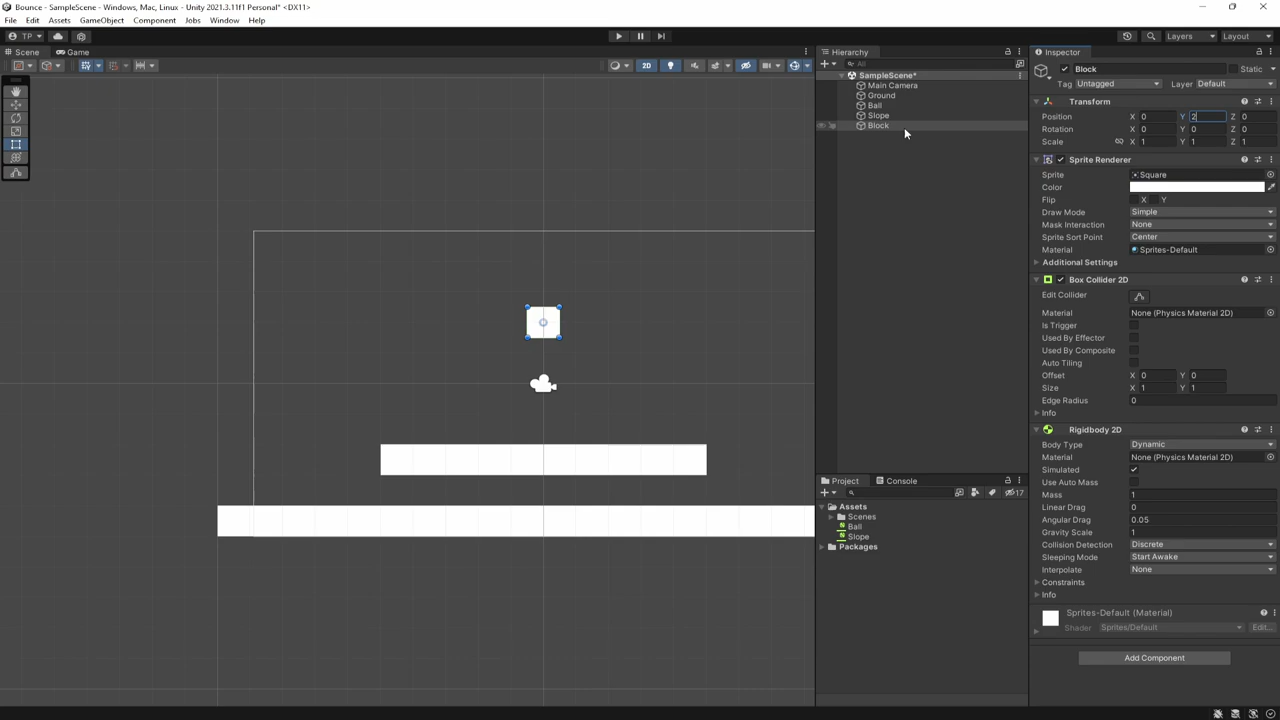 Bounce - SampleScene - Windows, Mac, Linux - Unity 2021.3.11f1 Personal* <DX11>
File Edit Assets GameObject Component Jobs Window Help
TP
Layers Layout
Scene Game
2D
Hierarchy
All
SampleScene*
Main Camera
Ground
Ball
Slope
Block
Project Console
17
Assets
Scenes
Ball
Slope
Packages
Inspector
Block Static
Tag Untagged Layer Default
Transform
Position X 0 Y 2 Z 0
Rotation X 0 Y 0 Z 0
Scale X 1 Y 1 Z 1
Sprite Renderer
Sprite Square
Color
Flip X Y
Draw Mode Simple
Mask Interaction None
Sprite Sort Point Center
Material Sprites-Default
Additional Settings
Box Collider 2D
Edit Collider
Material None (Physics Material 2D)
Is Trigger
Used By Effector
Used By Composite
Auto Tiling
Offset X 0 Y 0
Size X 1 Y 1
Edge Radius 0
Info
Rigidbody 2D
Body Type Dynamic
Material None (Physics Material 2D)
Simulated
Use Auto Mass
Mass 1
Linear Drag 0
Angular Drag 0.05
Gravity Scale 1
Collision Detection Discrete
Sleeping Mode Start Awake
Interpolate None
Constraints
Info
Sprites-Default (Material)
Shader Sprites/Default Edit...
Add Component